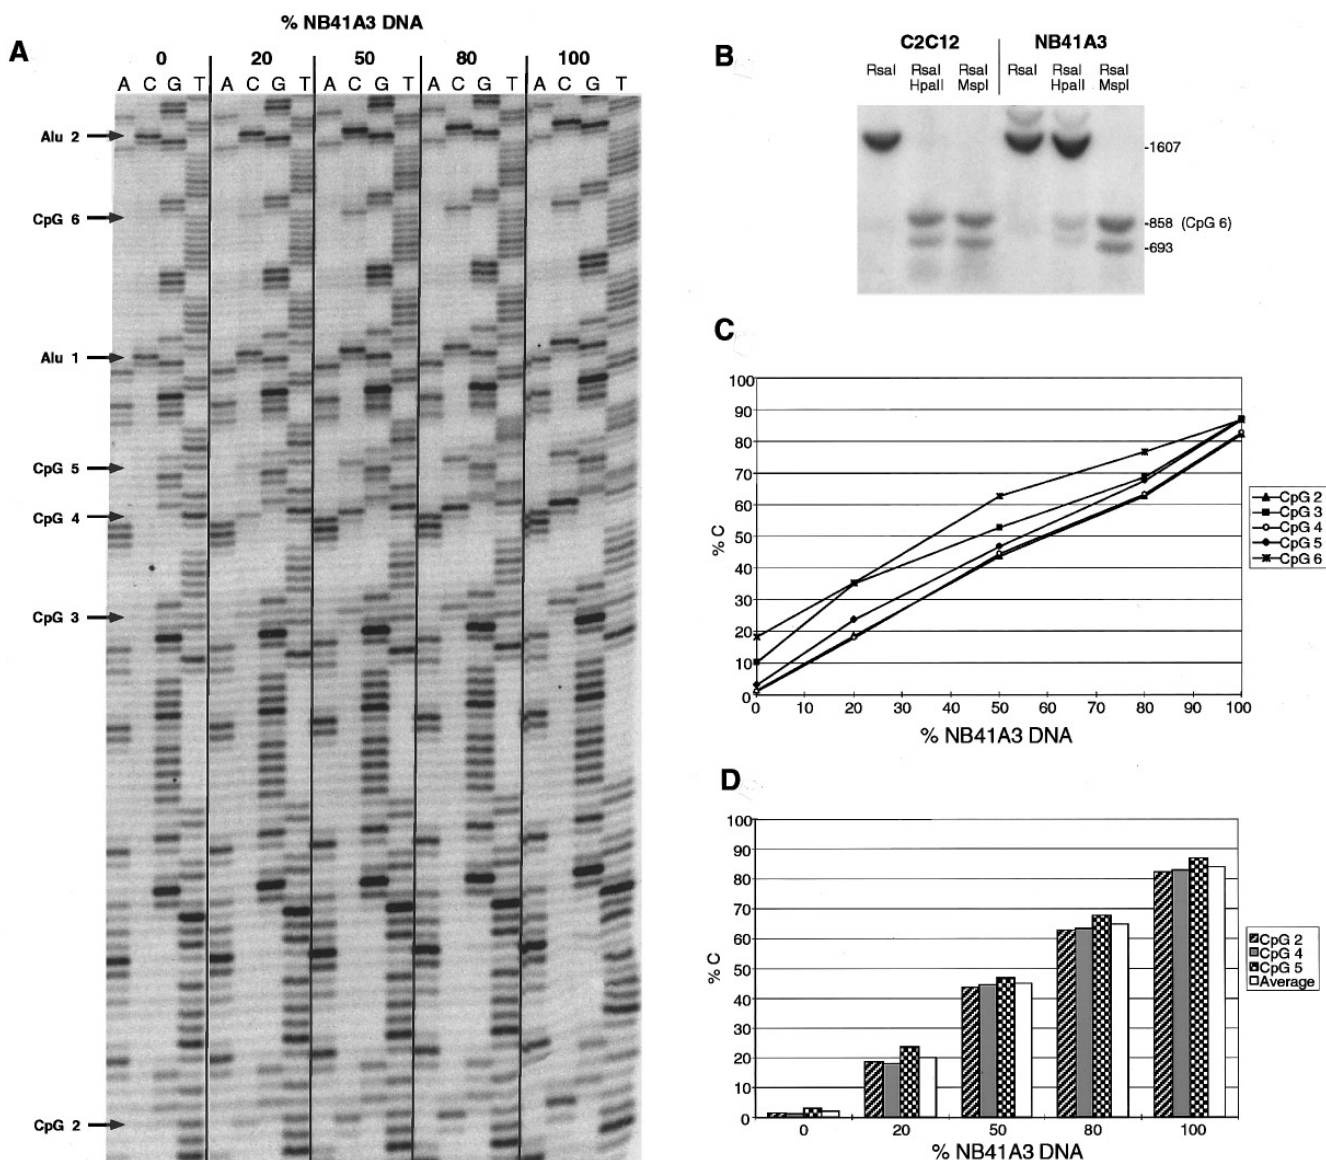 % NB41A3 DNA
A
0 20 50 80 100
A C G T A C G T A C G T A C G T A C G T
Alu 2
CpG 6
Alu 1
CpG 5
CpG 4
CpG 3
CpG 2
B
C2C12 NB41A3
RsaI RsaI RsaI RsaI RsaI RsaI
HpaII MspI HpaII MspI
-1607
-858 (CpG 6)
-693
C
100
90
80
70
60
50
40
30
20
10
0
% C
0 10 20 30 40 50 60 70 80 90 100
% NB41A3 DNA
CpG 2
CpG 3
CpG 4
CpG 5
CpG 6
D
100
90
80
70
60
50
40
30
20
10
0
% C
0 20 50 80 100
% NB41A3 DNA
CpG 2
CpG 4
CpG 5
Average